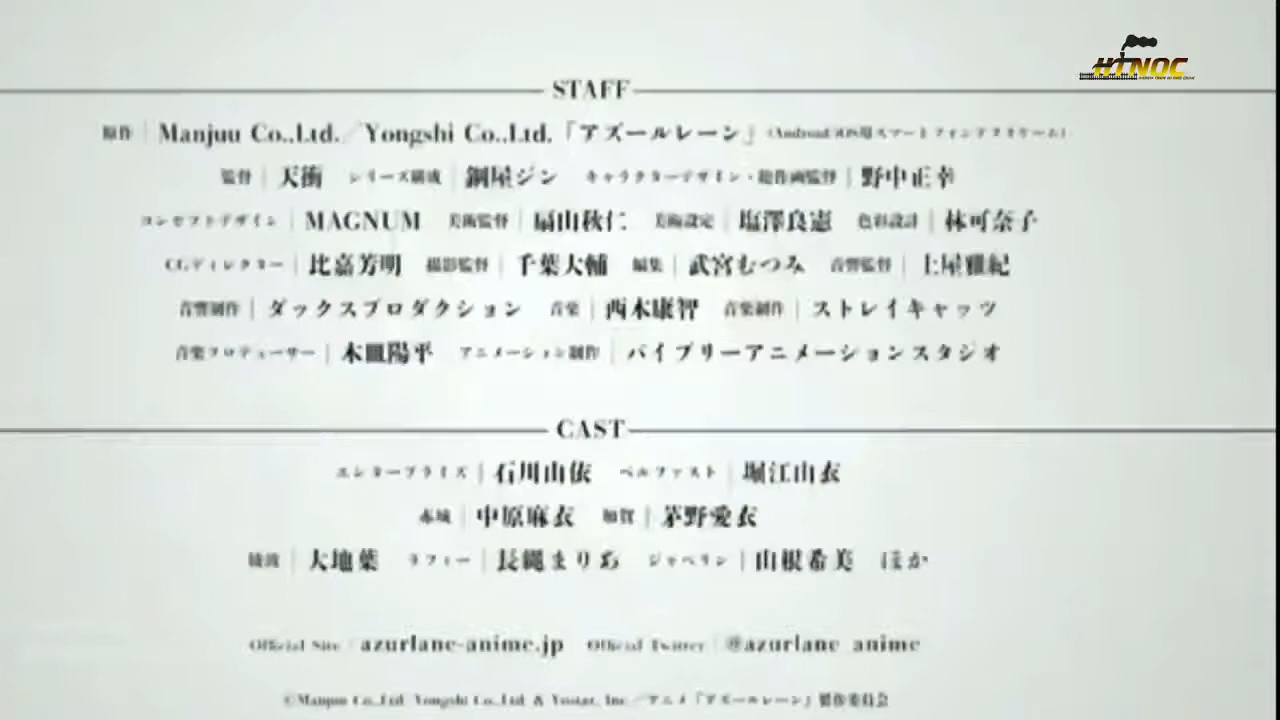 HTNOC
STAFF
原作 Manjuu Co.,Ltd.／Yongshi Co.,Ltd.「アズールレーン」
監督 天衝 シリーズ構成 鋼屋ジン キャラクターデザイン・総作画監督 野中正幸
コンセプトデザイン MAGNUM 美術監督 扇山秋仁 美術設定 塩澤良憲 色彩設計 林可奈子
CGディレクター 比嘉芳明 撮影監督 千葉大輔 編集 武宮むつみ 音響監督 土屋雅紀
音響制作 ダックスプロダクション 音楽 西木康智 音楽制作 ストレイキャッツ
音楽プロデューサー 木皿陽平 アニメーション制作 バイブリーアニメーションスタジオ
CAST
エンタープライズ 石川由依 ベルファスト 堀江由衣
赤城 中原麻衣 加賀 茅野愛衣
綾波 大地葉 ラフィー 長縄まりあ ジャベリン 山根希美 ほか
Official Site azurlane-anime.jp Official Twitter @azurlane_anime
©Manjuu Co.,Ltd. Yongshi Co.,Ltd. & Yostar, Inc.／アニメ「アズールレーン」製作委員会